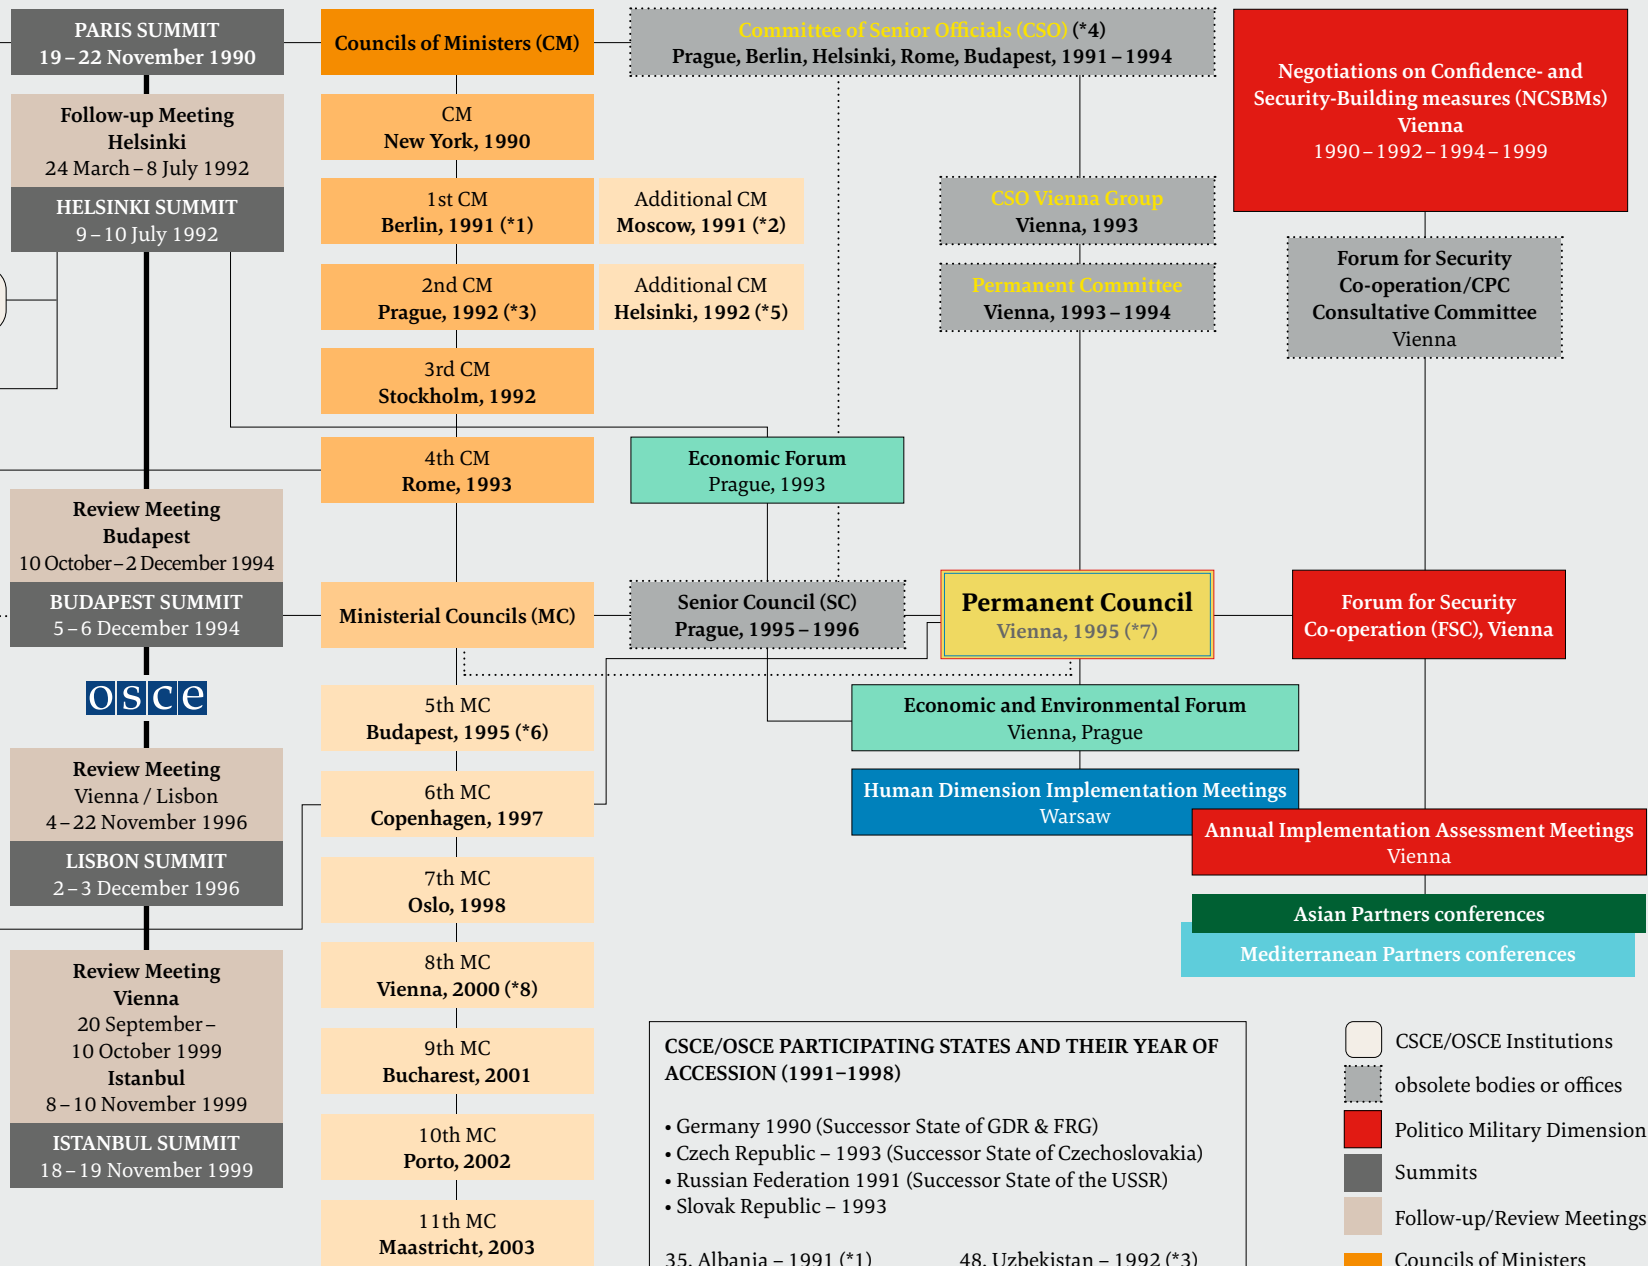 PARIS SUMMIT
19–22 November 1990
Follow-up Meeting
Helsinki
24 March–8 July 1992
HELSINKI SUMMIT
9–10 July 1992
Review Meeting
Budapest
10 October–2 December 1994
BUDAPEST SUMMIT
5–6 December 1994
osce
Review Meeting
Vienna / Lisbon
4–22 November 1996
LISBON SUMMIT
2–3 December 1996
Review Meeting
Vienna
20 September–
10 October 1999
Istanbul
8–10 November 1999
ISTANBUL SUMMIT
18–19 November 1999
Councils of Ministers (CM)
CM
New York, 1990
1st CM
Berlin, 1991 (*1)
Additional CM
Moscow, 1991 (*2)
2nd CM
Prague, 1992 (*3)
Additional CM
Helsinki, 1992 (*5)
3rd CM
Stockholm, 1992
4th CM
Rome, 1993
Ministerial Councils (MC)
5th MC
Budapest, 1995 (*6)
6th MC
Copenhagen, 1997
7th MC
Oslo, 1998
8th MC
Vienna, 2000 (*8)
9th MC
Bucharest, 2001
10th MC
Porto, 2002
11th MC
Maastricht, 2003
Committee of Senior Officials (CSO) (*4)
Prague, Berlin, Helsinki, Rome, Budapest, 1991–1994
CSO Vienna Group
Vienna, 1993
Permanent Committee
Vienna, 1993–1994
Economic Forum
Prague, 1993
Senior Council (SC)
Prague, 1995–1996
Permanent Council
Vienna, 1995 (*7)
Economic and Environmental Forum
Vienna, Prague
Human Dimension Implementation Meetings
Warsaw
Negotiations on Confidence- and
Security-Building measures (NCSBMs)
Vienna
1990–1992–1994–1999
Forum for Security
Co-operation/CPC
Consultative Committee
Vienna
Forum for Security
Co-operation (FSC), Vienna
Annual Implementation Assessment Meetings
Vienna
Asian Partners conferences
Mediterranean Partners conferences
CSCE/OSCE PARTICIPATING STATES AND THEIR YEAR OF
ACCESSION (1991–1998)
• Germany 1990 (Successor State of GDR & FRG)
• Czech Republic – 1993 (Successor State of Czechoslovakia)
• Russian Federation 1991 (Successor State of the USSR)
• Slovak Republic – 1993
35. Albania – 1991 (*1)
48. Uzbekistan – 1992 (*3)
CSCE/OSCE Institutions
obsolete bodies or offices
Politico Military Dimension
Summits
Follow-up/Review Meetings
Councils of Ministers